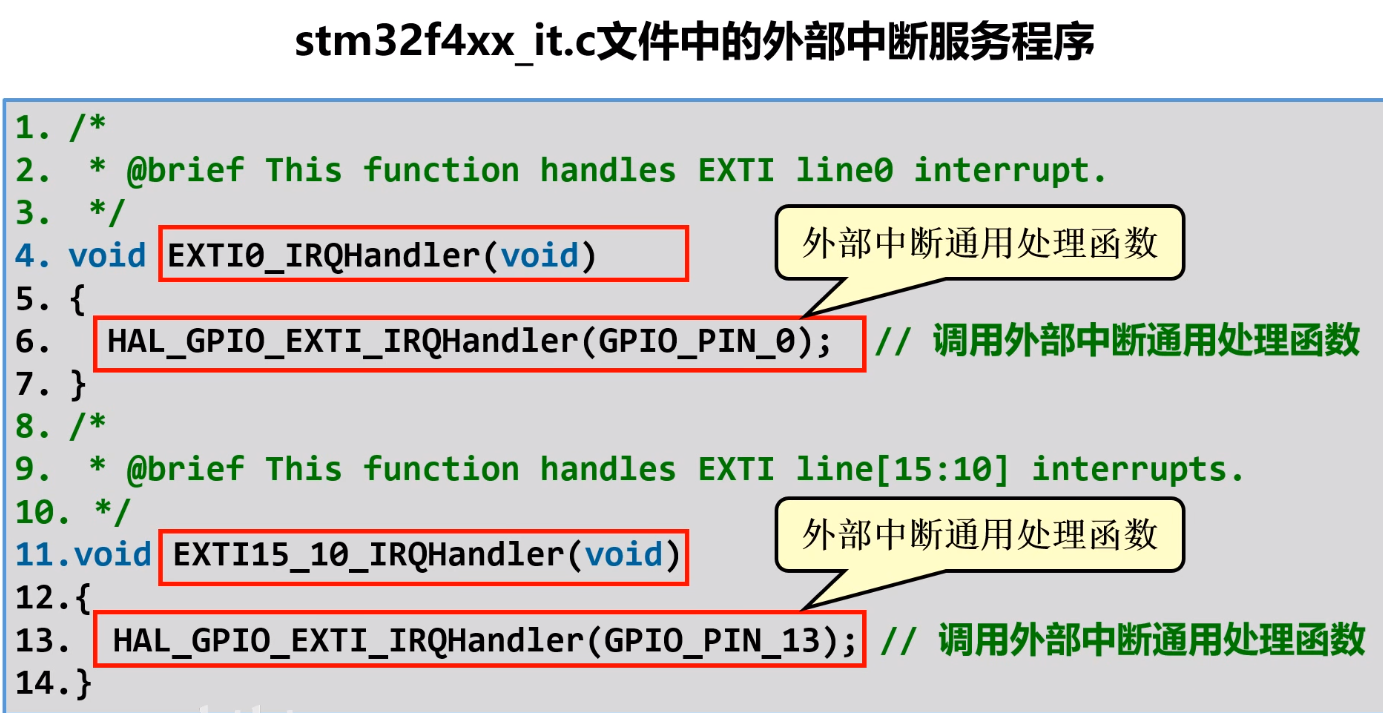 stm32f4xx_it.c文件中的外部中断服务程序
1. /*
2.  * @brief This function handles EXTI line0 interrupt.
3.  */
外部中断通用处理函数
4. void EXTI0_IRQHandler(void)
5. {
6.   HAL_GPIO_EXTI_IRQHandler(GPIO_PIN_0); // 调用外部中断通用处理函数
7. }
8. /*
9.  * @brief This function handles EXTI line[15:10] interrupts.
10. */
外部中断通用处理函数
11.void EXTI15_10_IRQHandler(void)
12.{
13.  HAL_GPIO_EXTI_IRQHandler(GPIO_PIN_13); // 调用外部中断通用处理函数
14.}